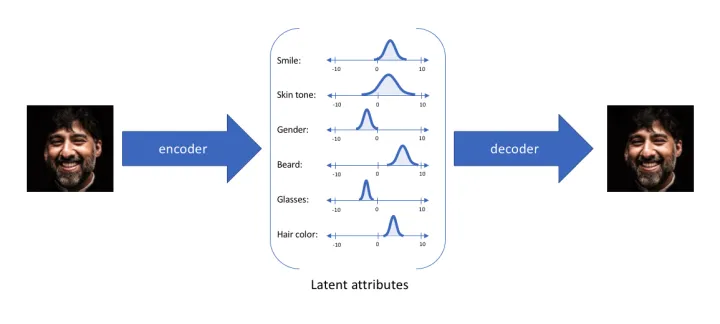 Smile:
-10 0 10
Skin tone:
-10 0 10
Gender:
-10 0 10
encoder
Beard:
decoder
-10 0 10
Glasses:
-10 0 10
Hair color:
-10 0 10
Latent attributes